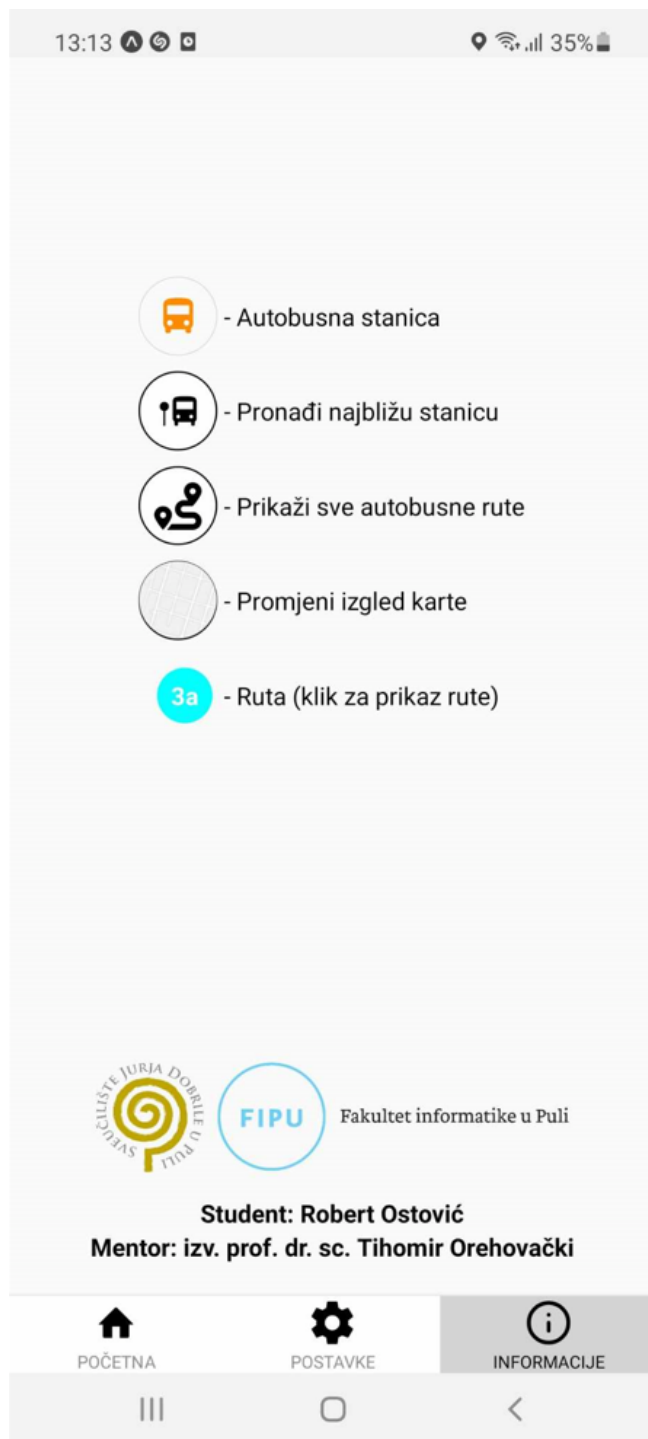 13:13
35%
- Autobusna stanica
- Pronađi najbližu stanicu
- Prikaži sve autobusne rute
- Promjeni izgled karte
3a - Ruta (klik za prikaz rute)
SVEUČILIŠTE JURJA DOBRILE U PULI
FIPU
Fakultet informatike u Puli
Student: Robert Ostović
Mentor: izv. prof. dr. sc. Tihomir Orehovački
POČETNA
POSTAVKE
INFORMACIJE